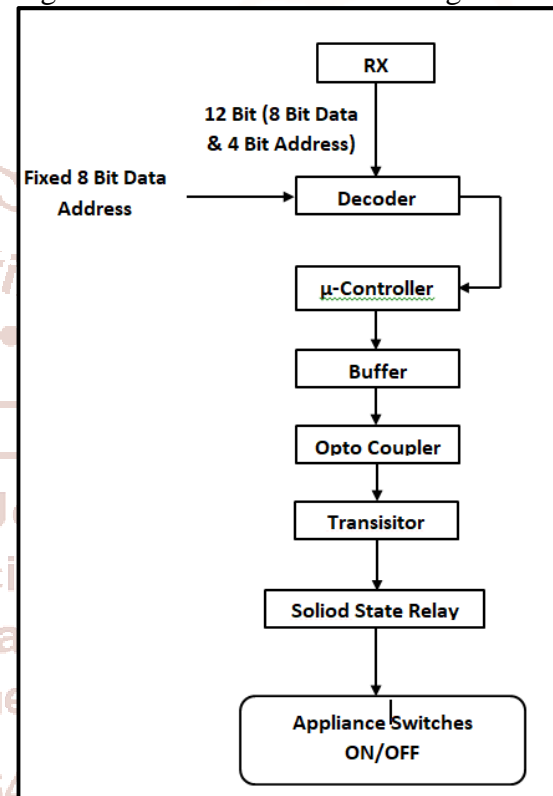 RX
12 Bit (8 Bit Data
& 4 Bit Address)
Fixed 8 Bit Data
Address
Decoder
μ-Controller
Buffer
Opto Coupler
Transisitor
Soliod State Relay
Appliance Switches
ON/OFF